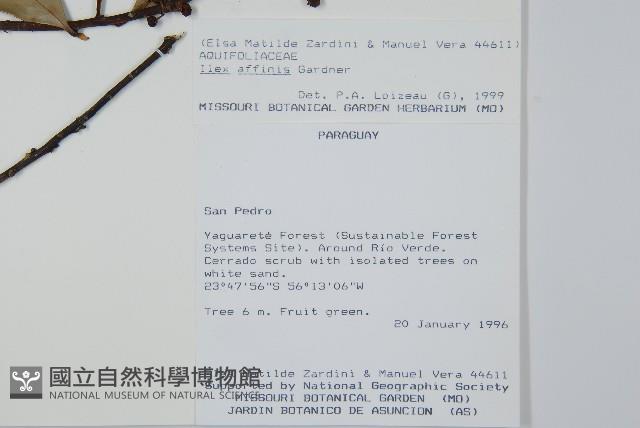 (Elsa Matilde Zardini & Manuel Vera 44611)
AQUIFOLIACEAE
Ilex affinis Gardner
Det. P.A. Loizeau (G), 1999
MISSOURI BOTANICAL GARDEN HERBARIUM (MO)
PARAGUAY
San Pedro
Yaguareté Forest (Sustainable Forest
Systems Site). Around Río Verde.
Cerrado scrub with isolated trees on
white sand.
23°47'56"S 56°13'06"W
Tree 6 m. Fruit green.
20 January 1996
Matilde Zardini & Manuel Vera 44611
Supported by National Geographic Society
MISSOURI BOTANICAL GARDEN (MO)
JARDIN BOTANICO DE ASUNCION (AS)
國立自然科學博物館
NATIONAL MUSEUM OF NATURAL SCIENCE